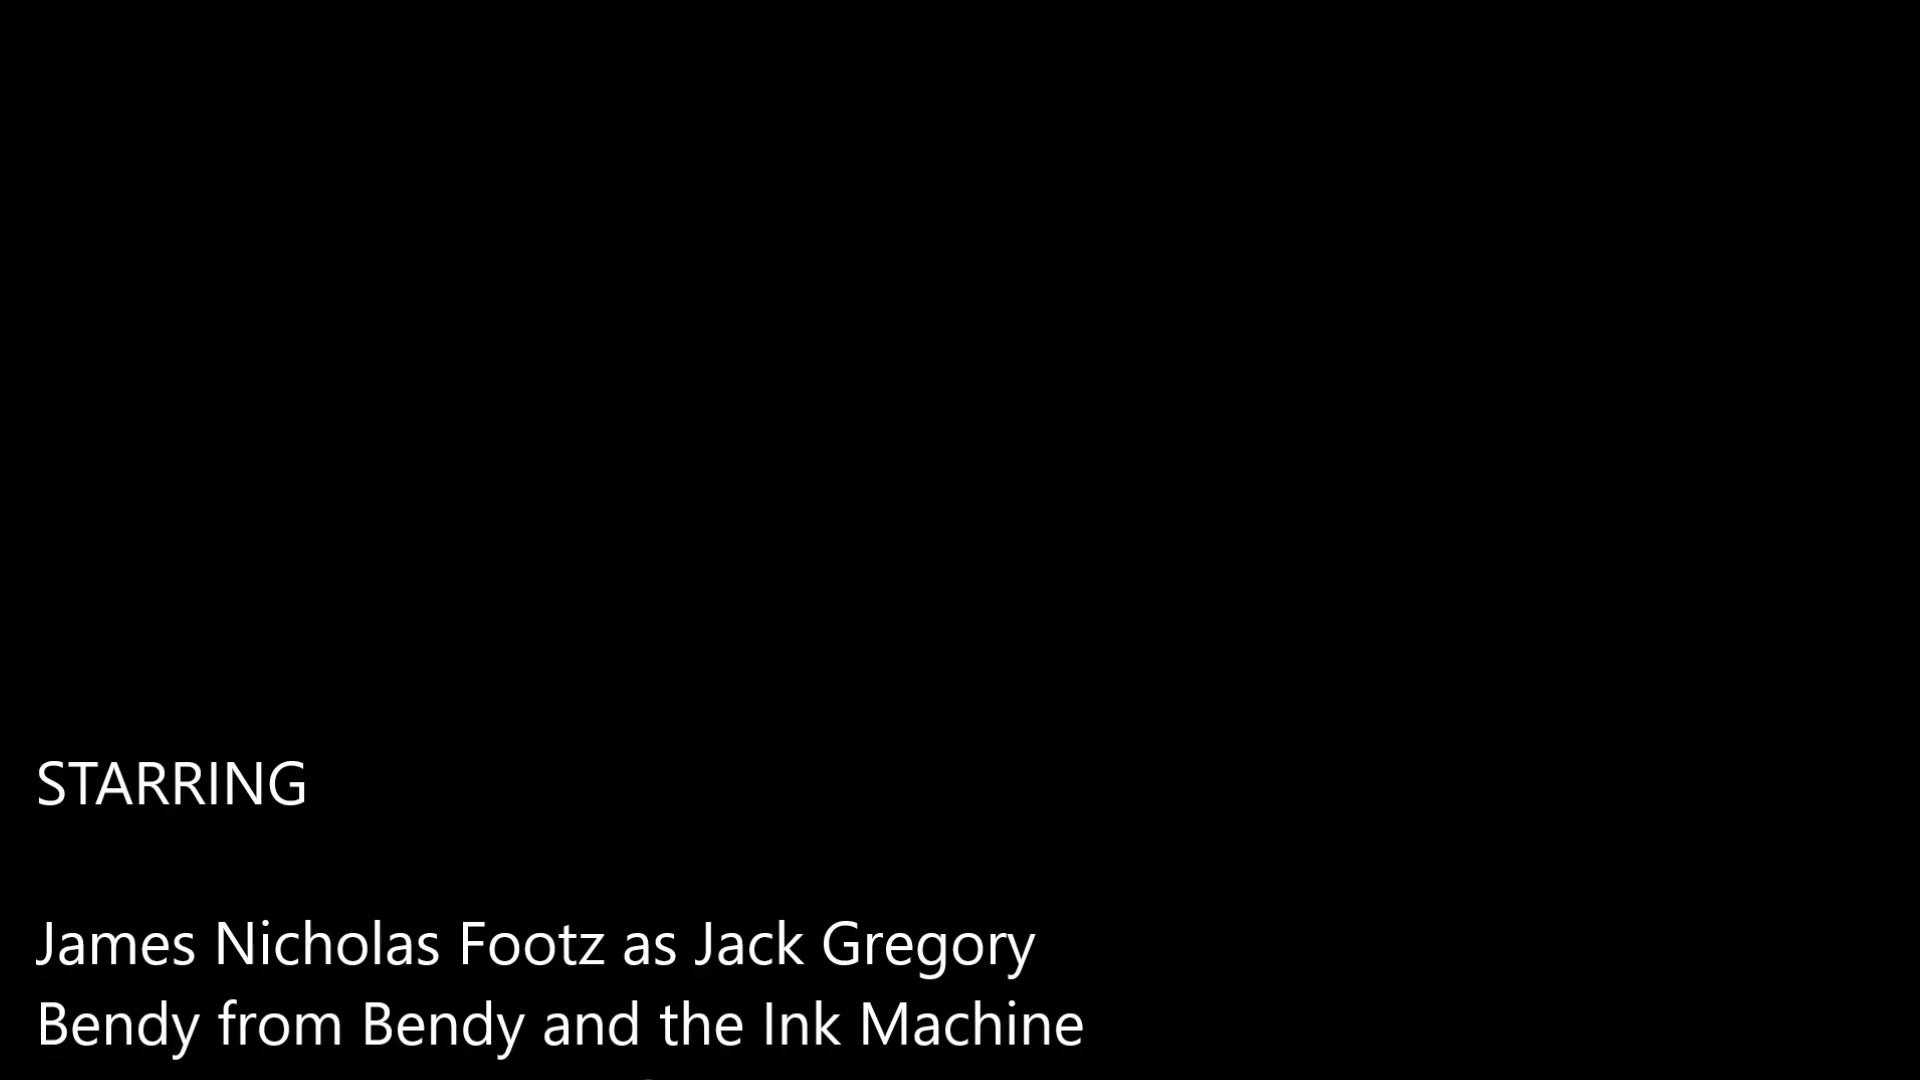 STARRING
James Nicholas Footz as Jack Gregory
Bendy from Bendy and the Ink Machine